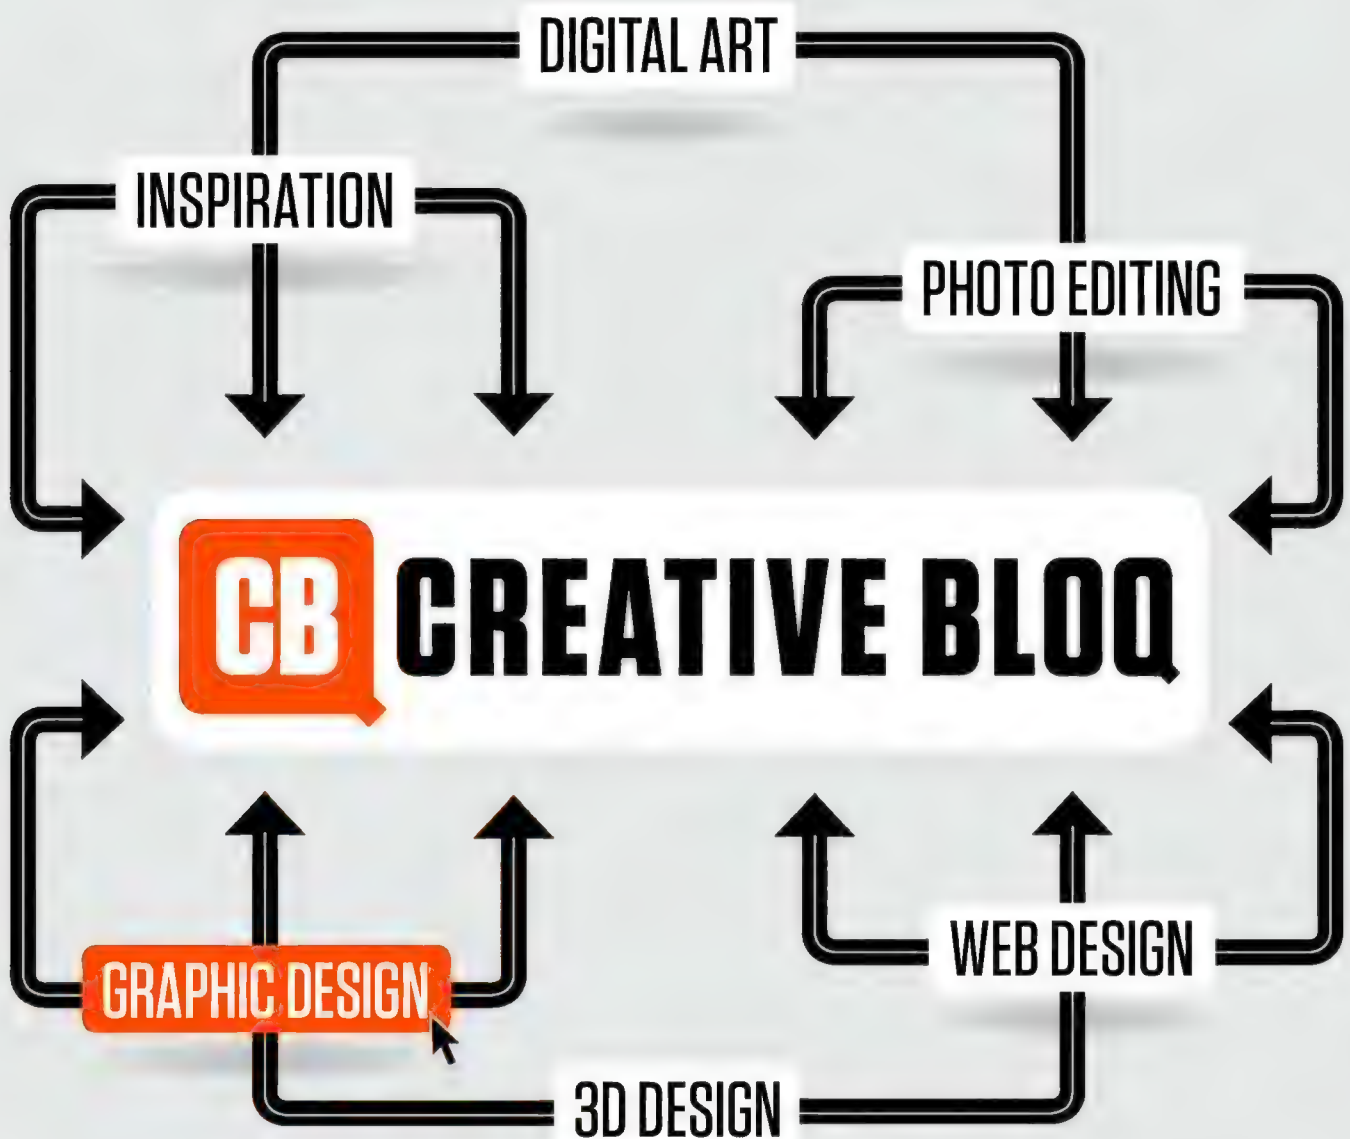 DIGITAL ART
INSPIRATION
PHOTO EDITING
CB CREATIVE BLOQ
GRAPHIC DESIGN
WEB DESIGN
3D DESIGN